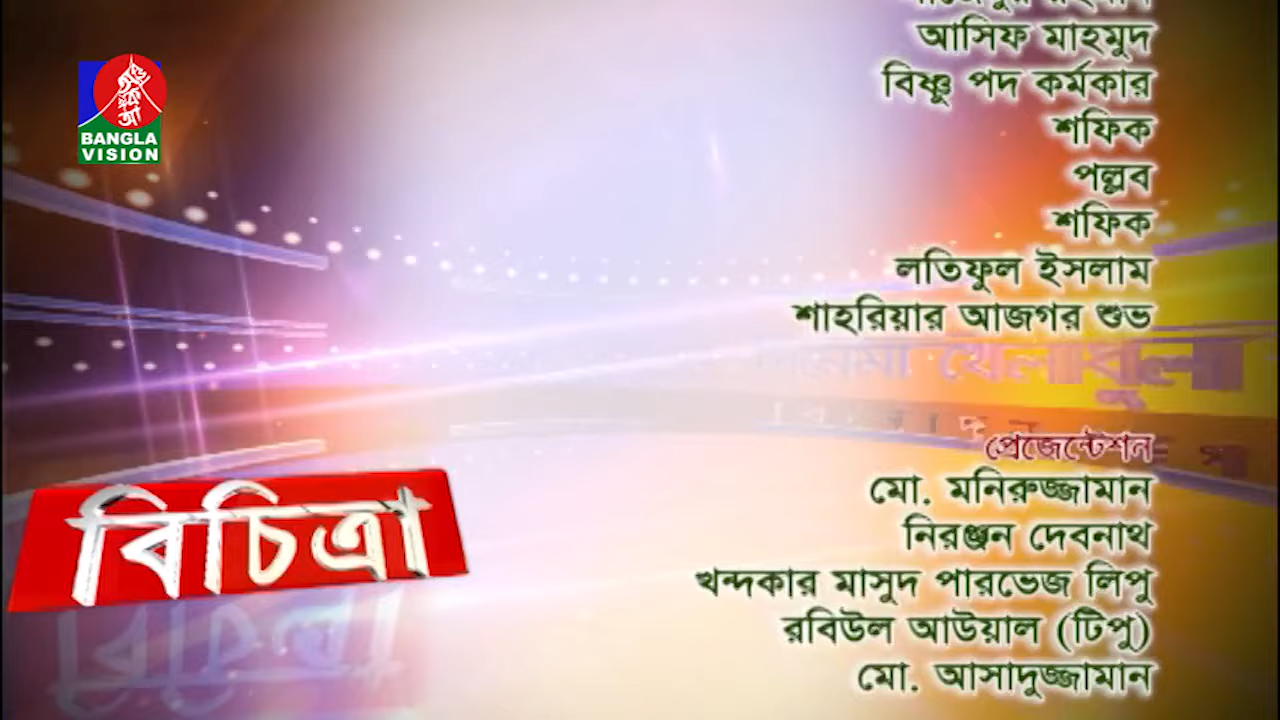 আসিফ মাহমুদ
বিষ্ণু পদ কর্মকার
শফিক
পল্লব
শফিক
লতিফুল ইসলাম
শাহরিয়ার আজগর শুভ
খেলাধুলা
প্রেজেন্টেশন
মো. মনিরুজ্জামান
নিরঞ্জন দেবনাথ
খন্দকার মাসুদ পারভেজ লিপু
রবিউল আউয়াল (টিপু)
মো. আসাদুজ্জামান
BANGLA
VISION
বিচিত্রা